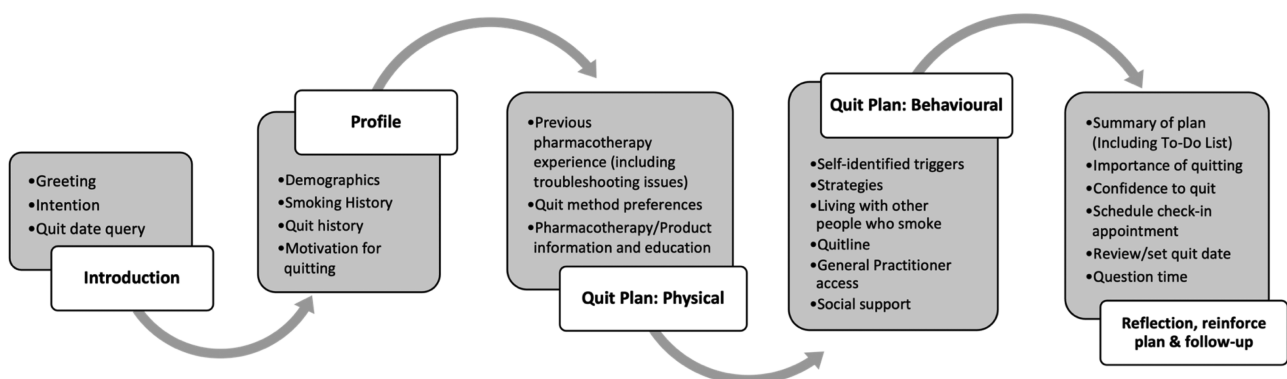 •Greeting
•Intention
•Quit date query
Introduction
Profile
•Demographics
•Smoking History
•Quit history
•Motivation for
quitting
•Previous
pharmacotherapy
experience (including
troubleshooting issues)
•Quit method preferences
•Pharmacotherapy/Product
information and education
Quit Plan: Physical
Quit Plan: Behavioural
•Self-identified triggers
•Strategies
•Living with other
people who smoke
•Quitline
•General Practitioner
access
•Social support
•Summary of plan
(Including To-Do List)
•Importance of quitting
•Confidence to quit
•Schedule check-in
appointment
•Review/set quit date
•Question time
Reflection, reinforce
plan & follow-up